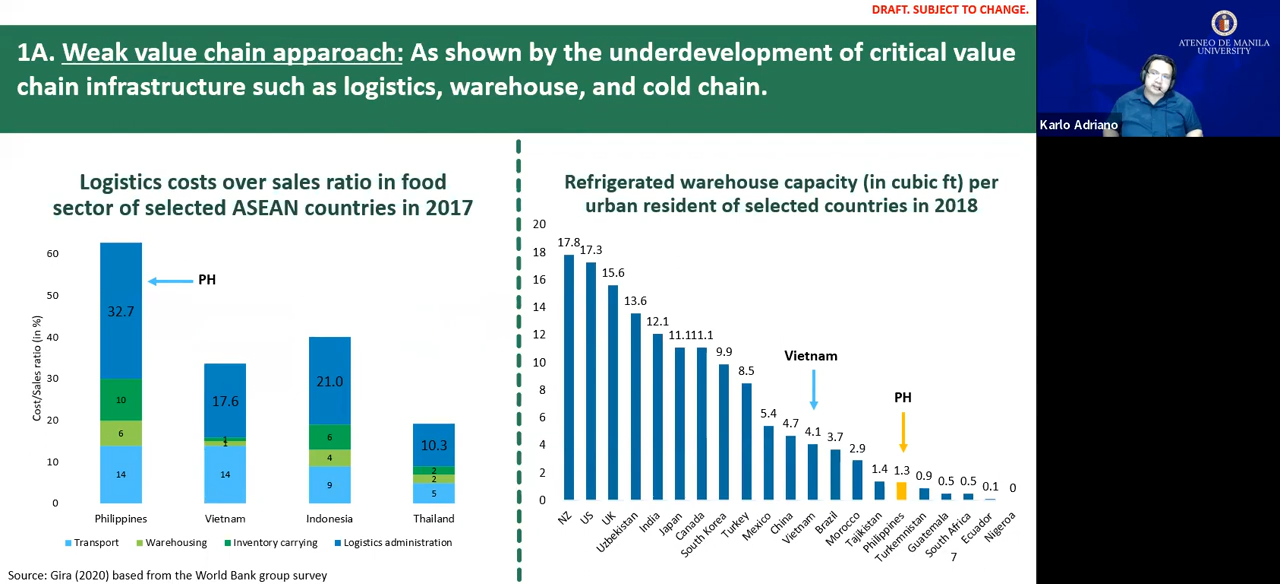 DRAFT. SUBJECT TO CHANGE.
1A. Weak value chain apparoach: As shown by the underdevelopment of critical value
chain infrastructure such as logistics, warehouse, and cold chain.
ATENEO DE MANILA
UNIVERSITY
Karlo Adriano
Logistics costs over sales ratio in food
sector of selected ASEAN countries in 2017
Cost/Sales ratio (in %)
60
50
40
30
20
10
0
PH
32.7
10
6
14
17.6
1
1
14
21.0
6
4
9
10.3
2
2
5
Philippines
Vietnam
Indonesia
Thailand
Transport
Warehousing
Inventory carrying
Logistics administration
Refrigerated warehouse capacity (in cubic ft) per
urban resident of selected countries in 2018
20
18
16
14
12
10
8
6
4
2
0
17.8
17.3
15.6
13.6
12.1
11.1
11.1
9.9
8.5
5.4
4.7
4.1
3.7
2.9
1.4
1.3
0.9
0.5
0.5
0.1
0
Vietnam
PH
NZ
US
UK
Uzbekistan
India
Japan
Canada
South Korea
Turkey
Mexico
China
Vietnam
Brazil
Morocco
Tajikistan
Philippines
Turkemnistan
Guatemala
South Africa
Ecuador
Nigeroa
7
Source: Gira (2020) based from the World Bank group survey